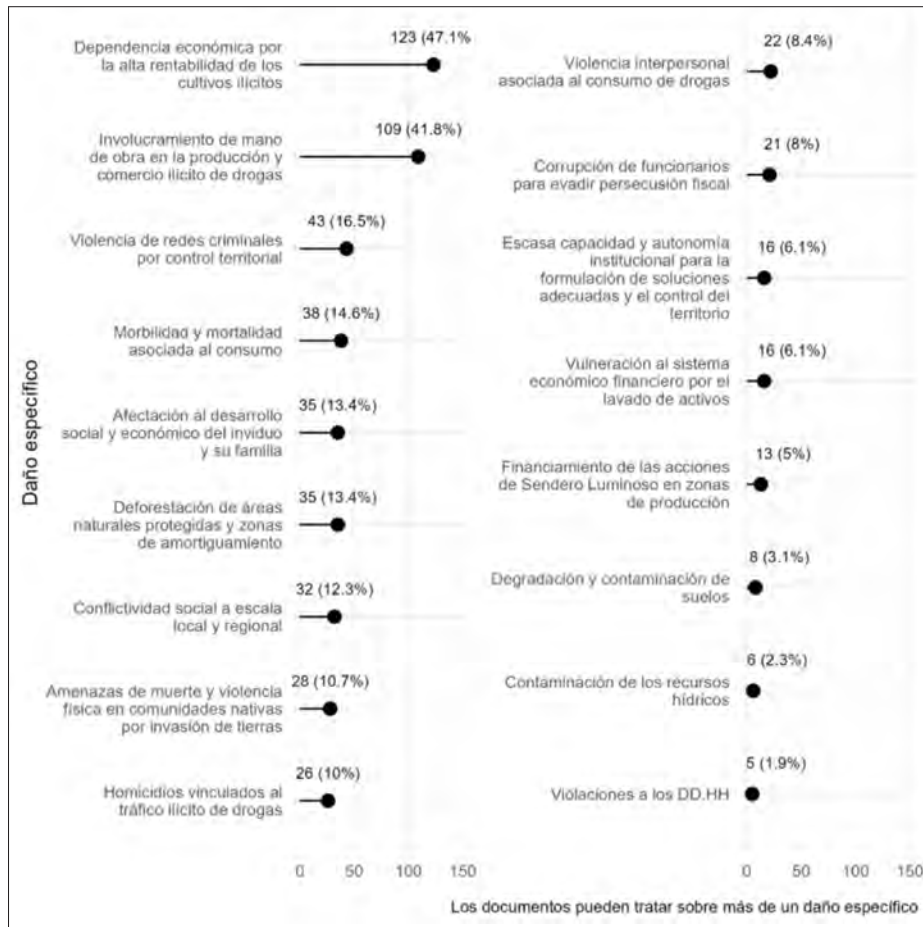 Daño específico
123 (47.1%
Dependencia económica por
la alta rentabilidad de los
cultivos ilícitos
109 (41.8%)
Involucramiento de mano
de obra en la producción y
comercio ilícito de drogas
43 (16.5%)
Violencia de redes criminales
por control territorial
38 (14.6%)
Morbilidad y mortalidad
asociada al consumo
35 (13.4%)
Afectación al desarrollo
social y económico del inviduo
y su familia
35 (13.4%)
Deforestación de áreas
naturales protegidas y zonas
de amortiguamiento
32 (12.3%)
Conflictividad social a escala
local y regional
28 (10.7%)
Amenazas de muerte y violencia
física en comunidades nativas
por invasión de tierras
26 (10%)
Homicidios vinculados al
tráfico ilícito de drogas
0 50 100 150
22 (8.4%)
Violencia interpersonal
asociada al consumo de drogas
21 (8%)
Corrupción de funcionarios
para evadir persecusión fiscal
16 (6.1%)
Escasa capacidad y autonomía
institucional para la
formulación de soluciones
adecuadas y el control del
territorio
16 (6.1%)
Vulneración al sistema
económico financiero por el
lavado de activos
13 (5%)
Financiamiento de las acciones
de Sendero Luminoso en zonas
de producción
8 (3.1%)
Degradación y contaminación de
suelos
6 (2.3%)
Contaminación de los recursos
hídricos
5 (1.9%)
Violaciones a los DD.HH
0 50 100 150
Los documentos pueden tratar sobre más de un daño específico